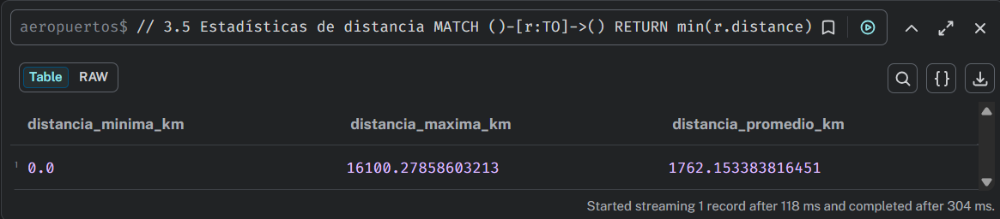 aeropuertos$ // 3.5 Estadísticas de distancia MATCH ()-[r:TO]->() RETURN min(r.distance)
Table RAW
distancia_minima_km distancia_maxima_km distancia_promedio_km
1 0.0 16100.27858603213 1762.153383816451
Started streaming 1 record after 118 ms and completed after 304 ms.